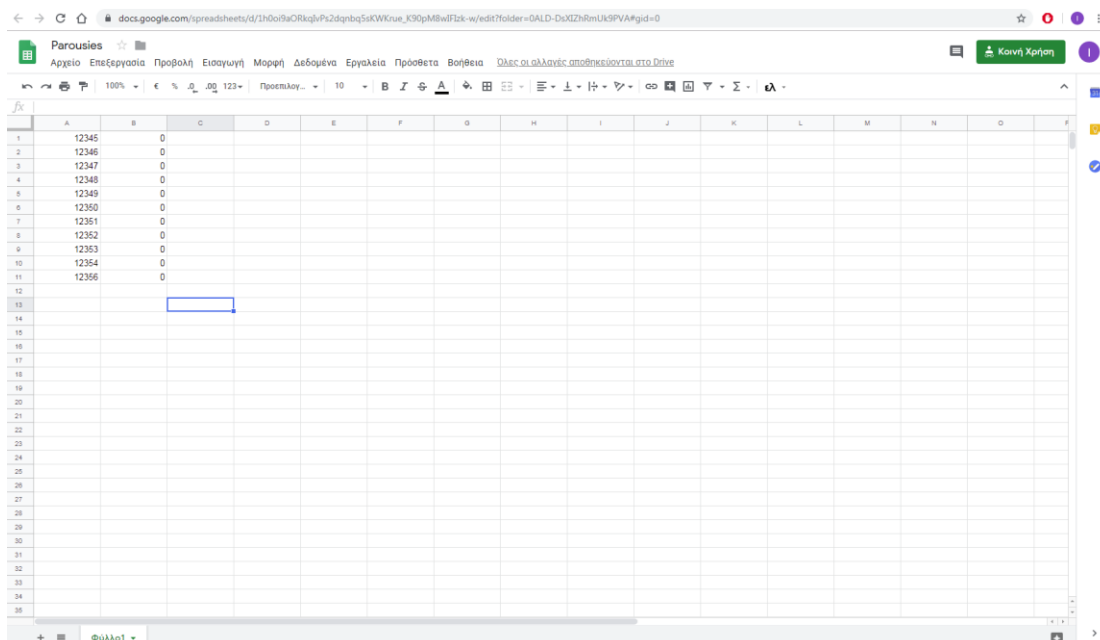 docs.google.com/spreadsheets/d/1h0oi9aORkqIvPs2dqnbq5sKWKrue_K90pM8wIFIzk-w/edit?folder=0ALD-DsXIZhRmUk9PVA#gid=0
Parousies
Αρχείο Επεξεργασία Προβολή Εισαγωγή Μορφή Δεδομένα Εργαλεία Πρόσθετα Βοήθεια Όλες οι αλλαγές αποθηκεύονται στο Drive
Κοινή Χρήση
I
100% € % .0 .00 123 Προεπιλογ... 10 B I S A Σ ελ
fx
A B C D E F G H I J K L M N O P
1 12345 0
2 12346 0
3 12347 0
4 12348 0
5 12349 0
6 12350 0
7 12351 0
8 12352 0
9 12353 0
10 12354 0
11 12356 0
12
13
14
15
16
17
18
19
20
21
22
23
24
25
26
27
28
29
30
31
32
33
34
35
Φύλλο1